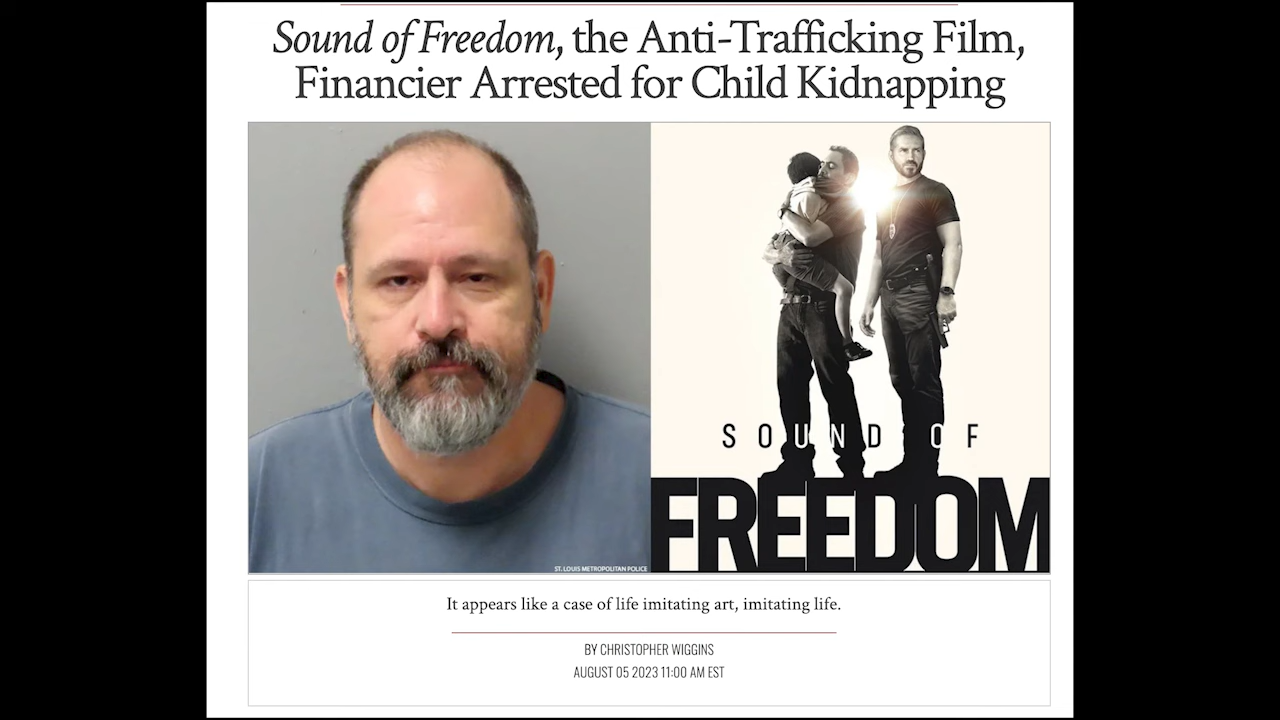 Sound of Freedom, the Anti-Trafficking Film,
Financier Arrested for Child Kidnapping
ST. LOUIS METROPOLITAN POLICE
SOUND OF
FREEDOM
It appears like a case of life imitating art, imitating life.
BY CHRISTOPHER WIGGINS
AUGUST 05 2023 11:00 AM EST